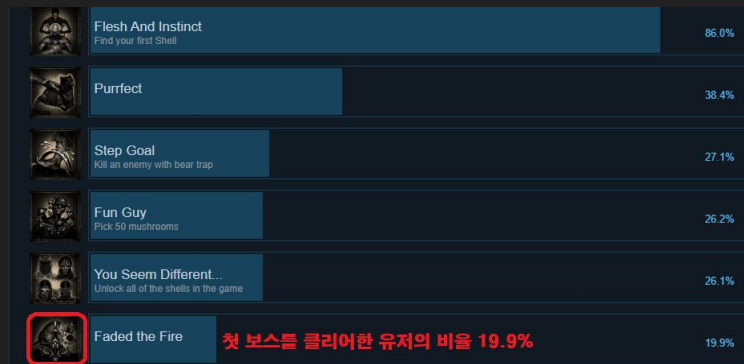 Flesh And Instinct
Find your first Shell
86.0%
Purrfect
38.4%
Step Goal
Kill an enemy with bear trap
27.1%
Fun Guy
Pick 50 mushrooms
26.2%
You Seem Different...
Unlock all of the shells in the game
26.1%
Faded the Fire
첫 보스를 클리어한 유저의 비율 19.9%
19.9%